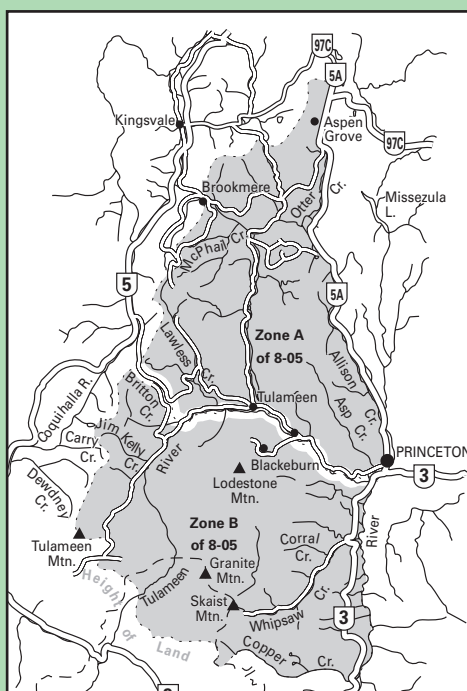 97C
5A
Kingsvale
Aspen
Grove
97C
Brookmere
Otter Cr.
Missezula
L.
McPhail Cr.
5
5A
Zone A
of 8-05
Lawless Cr.
Allison Cr.
Britton
Cr.
Tulameen
Asp Cr.
Coquihalla R.
Jim Kelly
Cr.
Carry
Cr.
River
Blackeburn
PRINCETON
3
Dewdney
Cr.
Lodestone
Mtn.
Zone B
of 8-05
River
Corral
Cr.
Tulameen
Mtn.
Granite
Mtn.
Tulameen
Height of Land
Skaist
Mtn.
Whipsaw Cr.
3
Copper Cr.